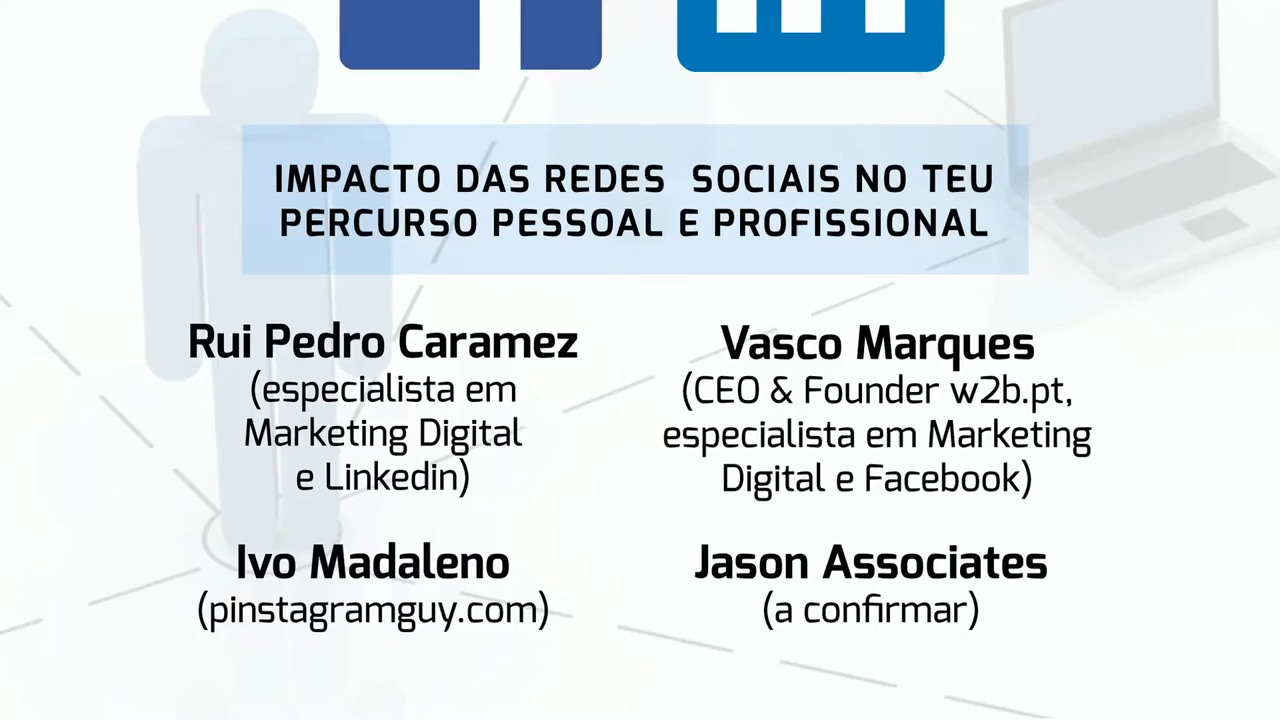 IMPACTO DAS REDES SOCIAIS NO TEU
PERCURSO PESSOAL E PROFISSIONAL
Rui Pedro Caramez
(especialista em
Marketing Digital
e Linkedin)
Vasco Marques
(CEO & Founder w2b.pt,
especialista em Marketing
Digital e Facebook)
Ivo Madaleno
(pinstagramguy.com)
Jason Associates
(a confirmar)